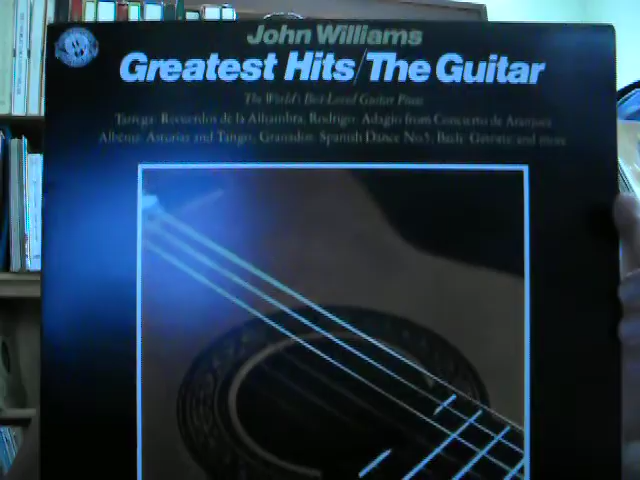 John Williams
Greatest Hits/The Guitar
The World's Best-Loved Guitar Pieces
Tarrega: Recuerdos de la Alhambra, Rodrigo: Adagio from Concierto de Aranjuez
Albeniz: Asturias and Tango, Granados: Spanish Dance No. 5, Bach: Gavotte and more